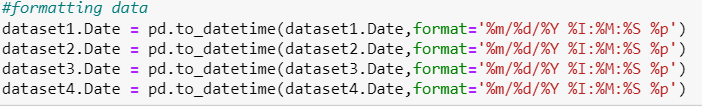 #formatting data
dataset1.Date = pd.to_datetime(dataset1.Date,format='%m/%d/%Y %I:%M:%S %p')
dataset2.Date = pd.to_datetime(dataset2.Date,format='%m/%d/%Y %I:%M:%S %p')
dataset3.Date = pd.to_datetime(dataset3.Date,format='%m/%d/%Y %I:%M:%S %p')
dataset4.Date = pd.to_datetime(dataset4.Date,format='%m/%d/%Y %I:%M:%S %p')